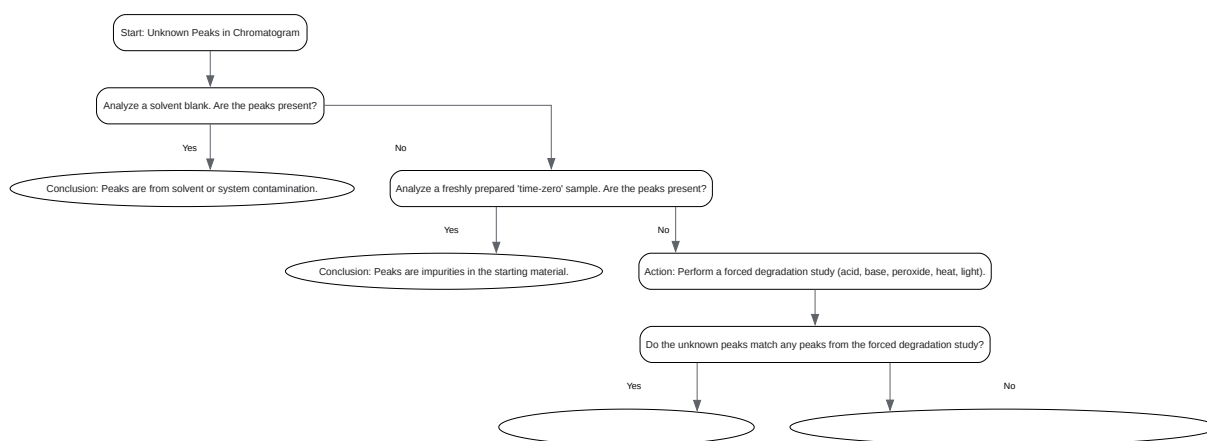 Start: Unknown Peaks in Chromatogram
Analyze a solvent blank. Are the peaks present?
Yes
No
Conclusion: Peaks are from solvent or system contamination.
Analyze a freshly prepared 'time-zero' sample. Are the peaks present?
Yes
No
Conclusion: Peaks are impurities in the starting material.
Action: Perform a forced degradation study (acid, base, peroxide, heat, light).
Do the unknown peaks match any peaks from the forced degradation study?
Yes
No